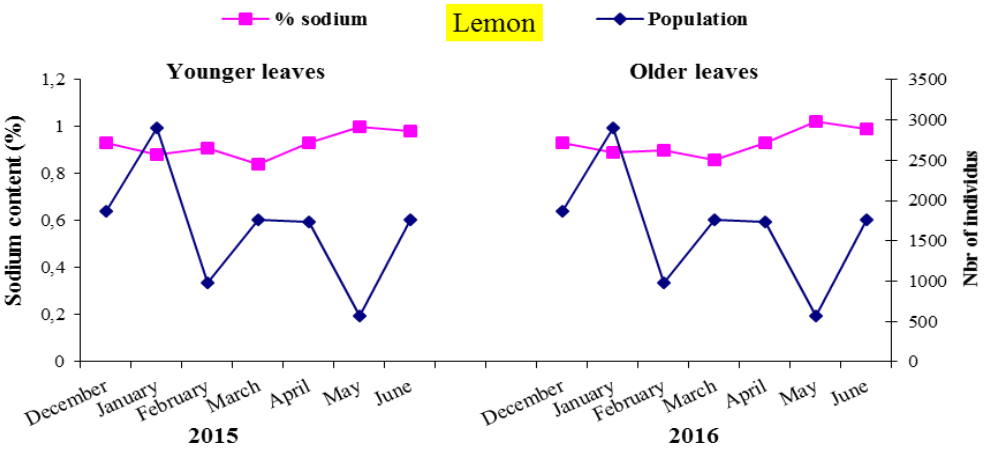 % sodium
Lemon
Population
Younger leaves
Older leaves
Sodium content (%)
1,2
1
0,8
0,6
0,4
0,2
0
3500
3000
2500
2000
1500
1000
500
0
Nbr of individus
December
January
February
March
April
May
June
December
January
February
March
April
May
June
2015
2016